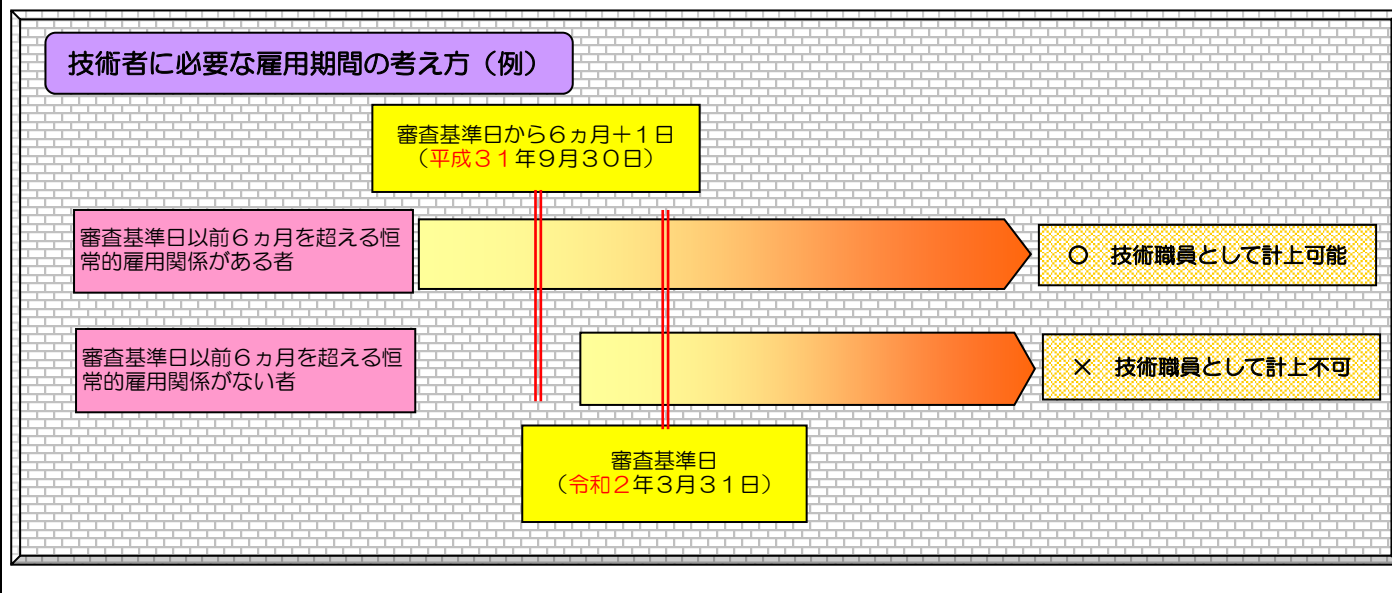 技術者に必要な雇用期間の考え方（例）
審査基準日から６ヵ月＋１日
（平成３１年９月３０日）
審査基準日以前６ヵ月を超える恒
常的雇用関係がある者
○　技術職員として計上可能
審査基準日以前６ヵ月を超える恒
常的雇用関係がない者
×　技術職員として計上不可
審査基準日
（令和２年３月３１日）